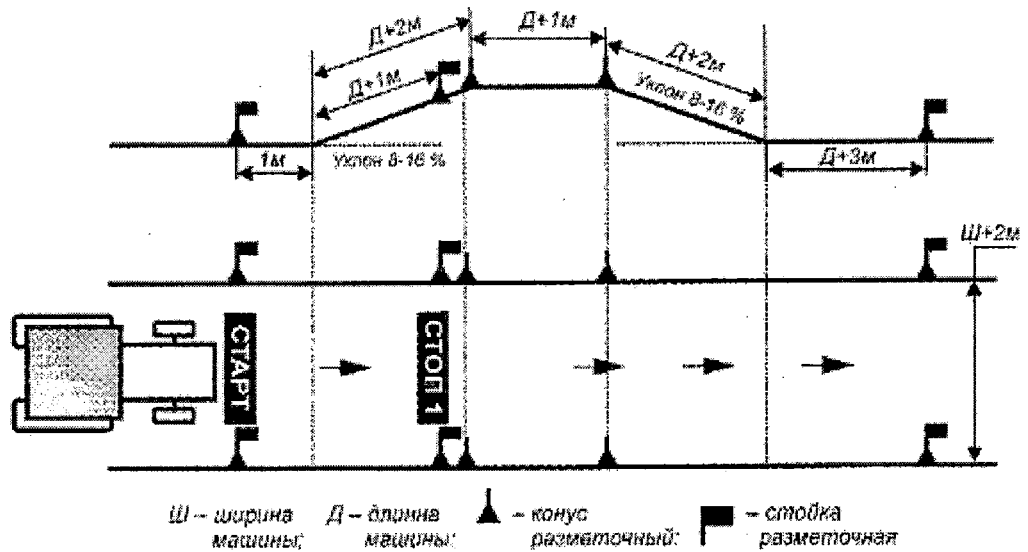 Д+2м
Д+1м
Д+2м
Д+1м
Уклон 8-16 %
1м
Уклон 8-16 %
Д+3м
Ш+2м
СТАРТ
СТОП 1
Ш – ширина машины;
Д – длинна машины;
– конус разметочный;
– стойка разметочная